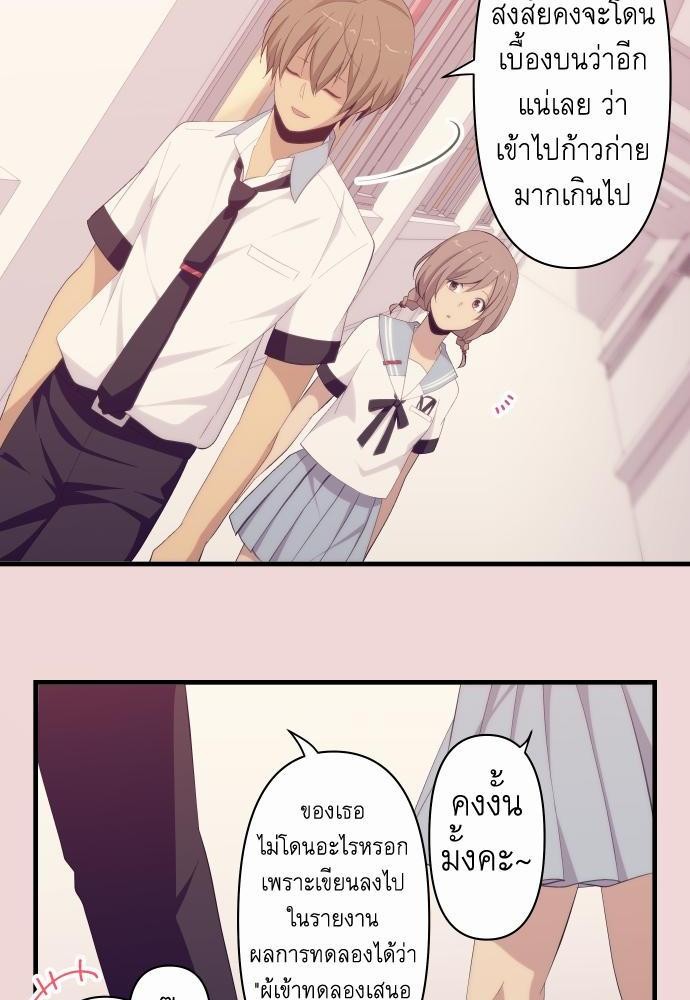 สงสัยคงจะโดน
เบื้องบนว่าอีก
แน่เลย ว่า
เข้าไปก้าวก่าย
มากเกินไป
คงงั้น
มั้งคะ~
ของเธอ
ไม่โดนอะไรหรอก
เพราะเขียนลงไป
ในรายงาน
ผลการทดลองได้ว่า
"ผู้เข้าทดลองเสนอ